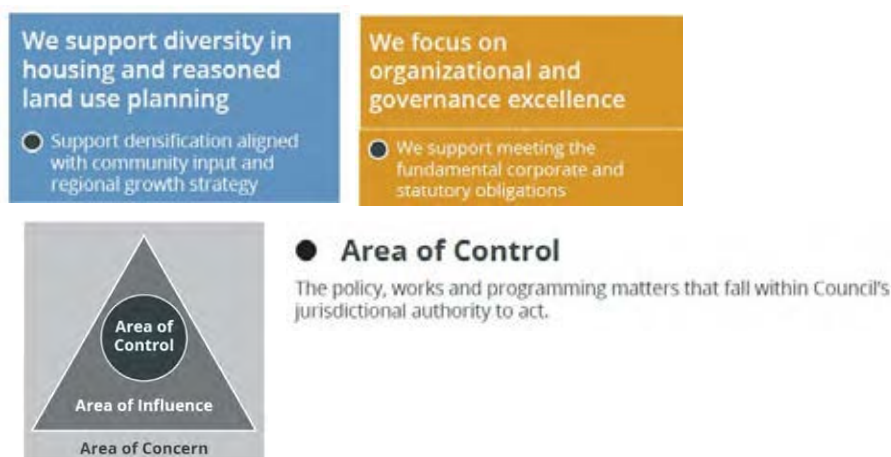 We support diversity in
housing and reasoned
land use planning
Support densification aligned
with community input and
regional growth strategy
We focus on
organizational and
governance excellence
We support meeting the
fundamental corporate and
statutory obligations
Area of
Control
Area of Influence
Area of Concern
Area of Control
The policy, works and programming matters that fall within Council's
jurisdictional authority to act.